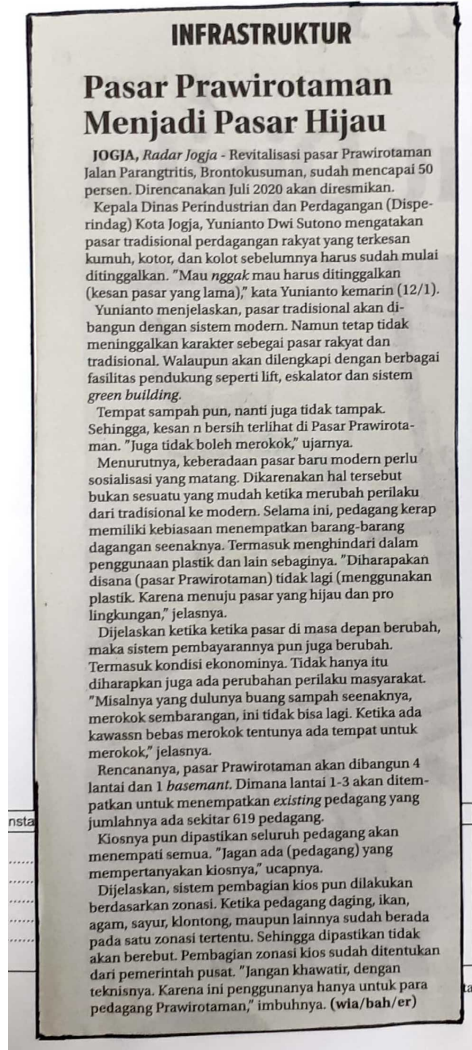 INFRASTRUKTUR
Pasar Prawirotaman
Menjadi Pasar Hijau
JOGJA, Radar Jogja - Revitalisasi pasar Prawirotaman
Jalan Parangtritis, Brontokusuman, sudah mencapai 50
persen. Direncanakan Juli 2020 akan diresmikan.
Kepala Dinas Perindustrian dan Perdagangan (Dispe-
rindag) Kota Jogja, Yunianto Dwi Sutono mengatakan
pasar tradisional perdagangan rakyat yang terkesan
kumuh, kotor, dan kolot sebelumnya harus sudah mulai
ditinggalkan. "Mau nggak mau harus ditinggalkan
(kesan pasar yang lama)," kata Yunianto kemarin (12/1).
Yunianto menjelaskan, pasar tradisional akan di-
bangun dengan sistem modern. Namun tetap tidak
meninggalkan karakter sebegai pasar rakyat dan
tradisional. Walaupun akan dilengkapi dengan berbagai
fasilitas pendukung seperti lift, eskalator dan sistem
green building.
Tempat sampah pun, nanti juga tidak tampak.
Sehingga, kesan n bersih terlihat di Pasar Prawirota-
man. "Juga tidak boleh merokok," ujarnya.
Menurutnya, keberadaan pasar baru modern perlu
sosialisasi yang matang. Dikarenakan hal tersebut
bukan sesuatu yang mudah ketika merubah perilaku
dari tradisional ke modern. Selama ini, pedagang kerap
memiliki kebiasaan menempatkan barang-barang
dagangan seenaknya. Termasuk menghindari dalam
penggunaan plastik dan lain sebaginya. "Diharapakan
disana (pasar Prawirotaman) tidak lagi (menggunakan
plastik. Karena menuju pasar yang hijau dan pro
lingkungan," jelasnya.
Dijelaskan ketika ketika pasar di masa depan berubah,
maka sistem pembayarannya pun juga berubah.
Termasuk kondisi ekonominya. Tidak hanya itu
diharapkan juga ada perubahan perilaku masyarakat.
"Misalnya yang dulunya buang sampah seenaknya,
merokok sembarangan, ini tidak bisa lagi. Ketika ada
kawassn bebas merokok tentunya ada tempat untuk
merokok," jelasnya.
Rencananya, pasar Prawirotaman akan dibangun 4
lantai dan 1 basemant. Dimana lantai 1-3 akan ditem-
patkan untuk menempatkan existing pedagang yang
jumlahnya ada sekitar 619 pedagang.
Kiosnya pun dipastikan seluruh pedagang akan
menempati semua. "Jagan ada (pedagang) yang
mempertanyakan kiosnya," ucapnya.
Dijelaskan, sistem pembagian kios pun dilakukan
berdasarkan zonasi. Ketika pedagang daging, ikan,
agam, sayur, klontong, maupun lainnya sudah berada
pada satu zonasi tertentu. Sehingga dipastikan tidak
akan berebut. Pembagian zonasi kios sudah ditentukan
dari pemerintah pusat. "Jangan khawatir, dengan
teknisnya. Karena ini penggunanya hanya untuk para
pedagang Prawirotaman," imbuhnya. (wia/bah/er)